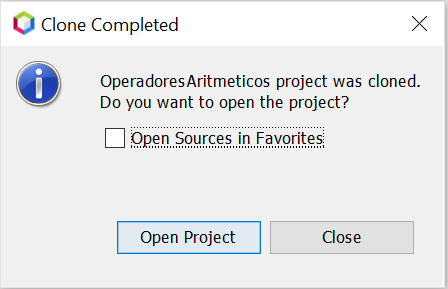 Clone Completed
OperadoresAritmeticos project was cloned.
Do you want to open the project?
Open Sources in Favorites
Open Project
Close